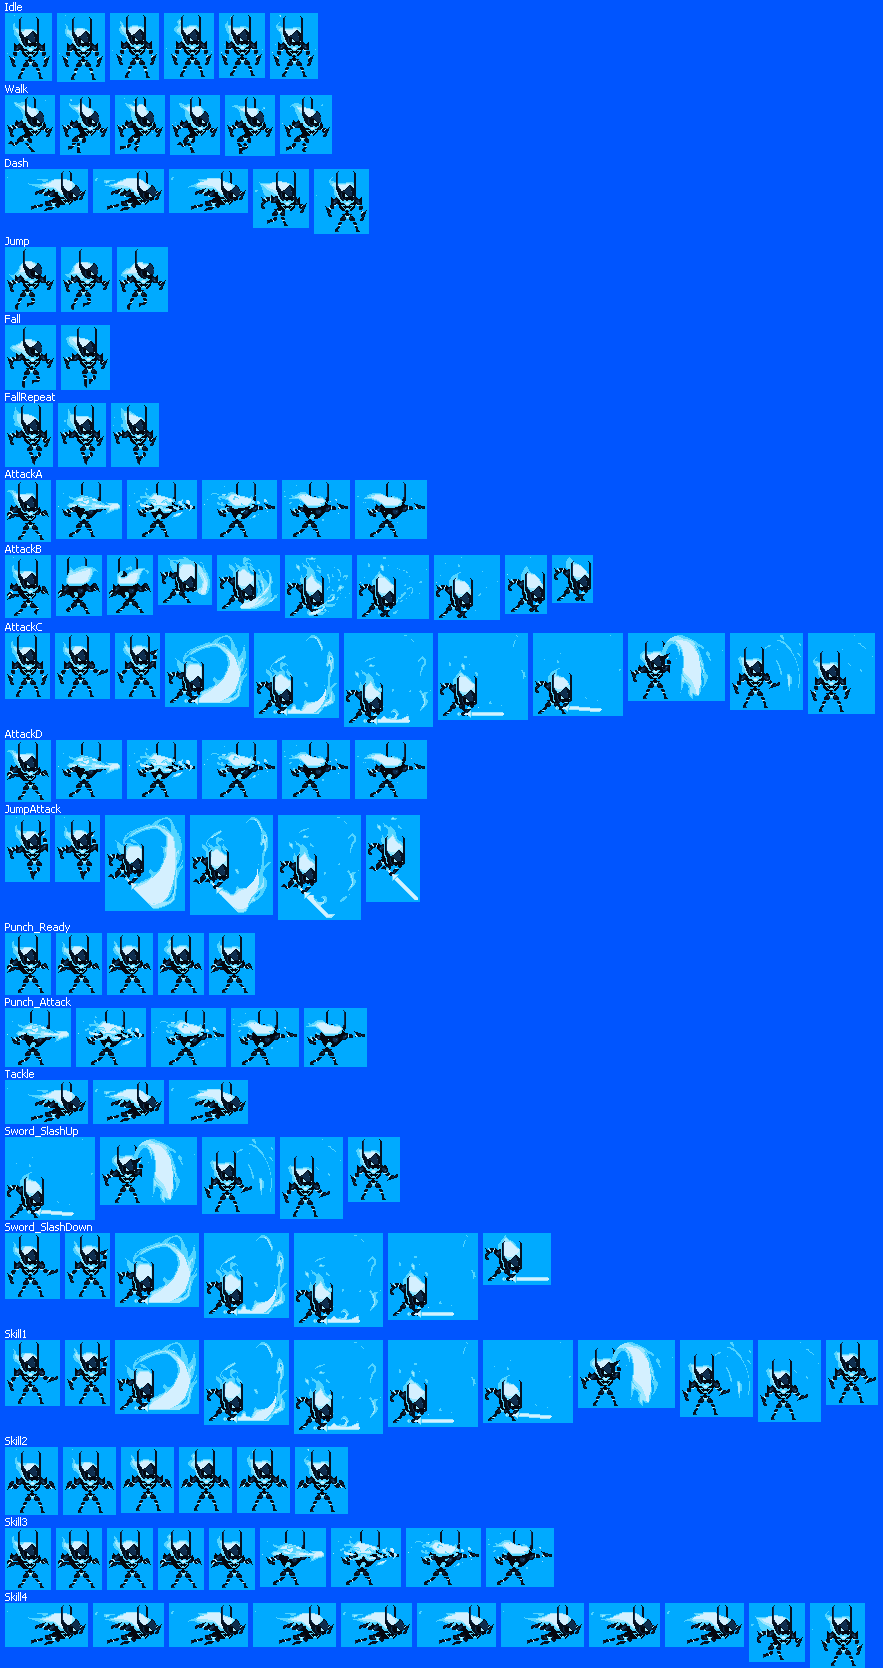 Idle
Walk
Dash
Jump
Fall
FallRepeat
AttackA
AttackB
AttackC
AttackD
JumpAttack
Punch_Ready
Punch_Attack
Tackle
Sword_SlashUp
Sword_SlashDown
Skill1
Skill2
Skill3
Skill4